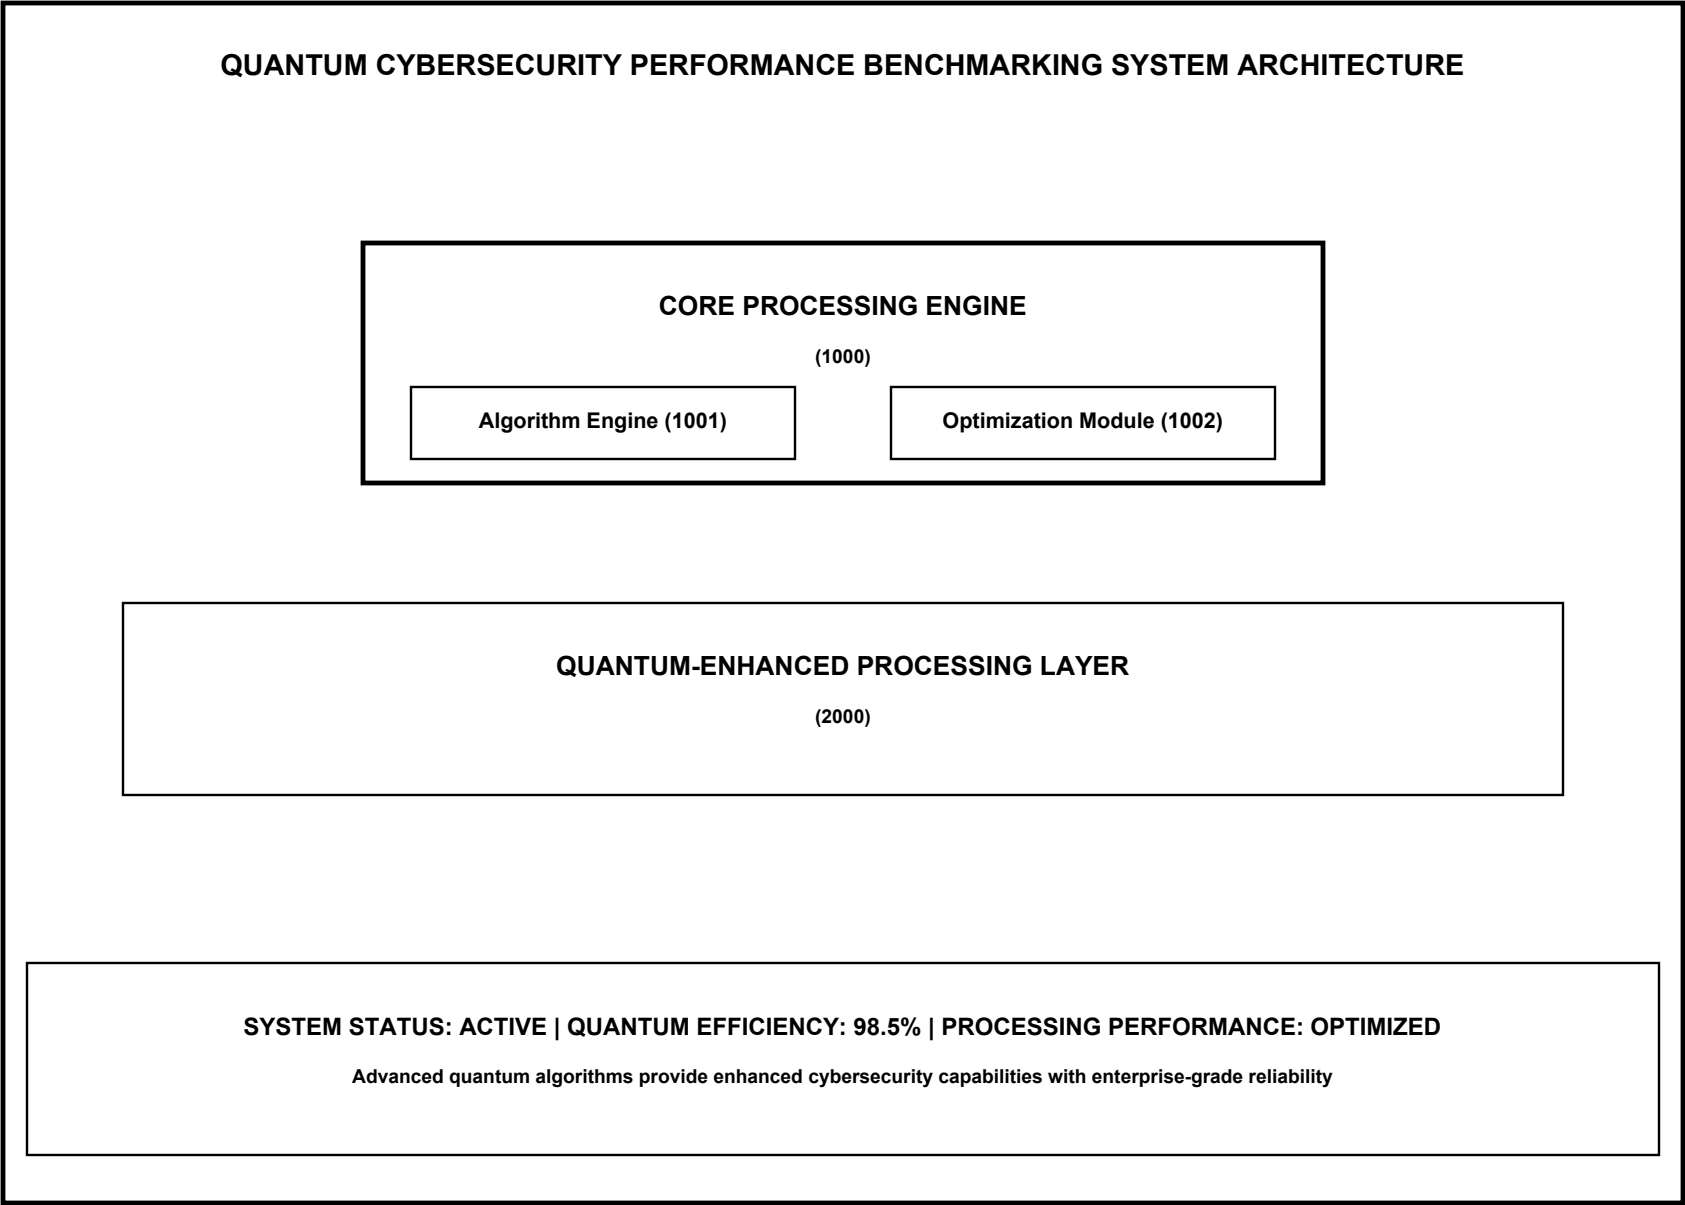 QUANTUM CYBERSECURITY PERFORMANCE BENCHMARKING SYSTEM ARCHITECTURE
CORE PROCESSING ENGINE
(1000)
Algorithm Engine (1001)
Optimization Module (1002)
QUANTUM-ENHANCED PROCESSING LAYER
(2000)
SYSTEM STATUS: ACTIVE | QUANTUM EFFICIENCY: 98.5% | PROCESSING PERFORMANCE: OPTIMIZED
Advanced quantum algorithms provide enhanced cybersecurity capabilities with enterprise-grade reliability